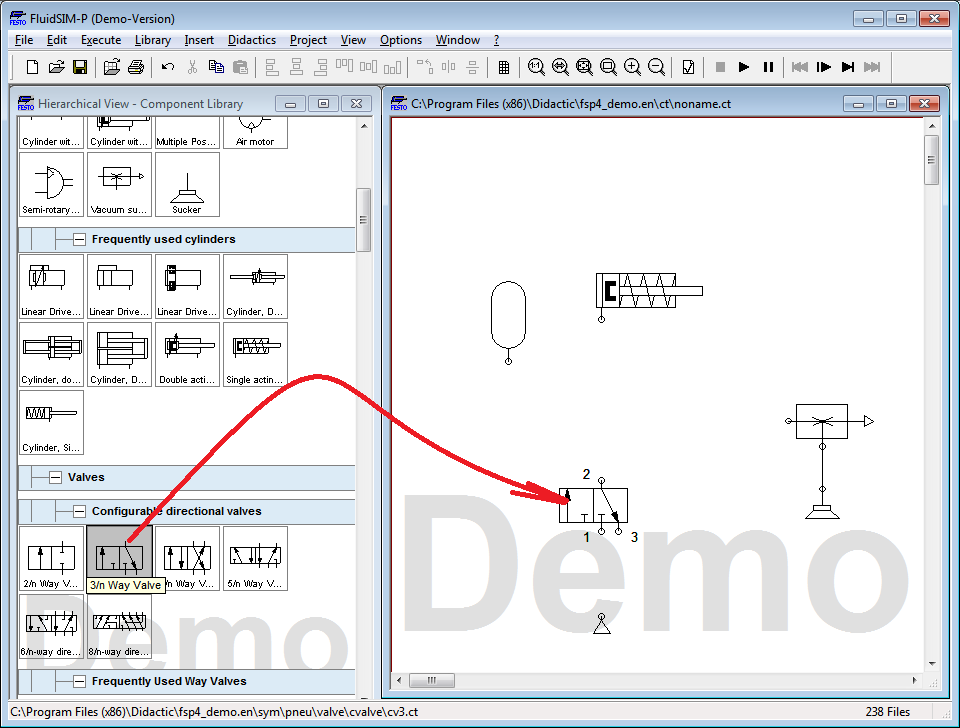 FluidSIM-P (Demo-Version)
File Edit Execute Library Insert Didactics Project View Options Window ?
Hierarchical View - Component Library
Cylinder wit... Cylinder wit... Multiple Pos... Air motor
Semi-rotary... Vacuum su... Sucker
Frequently used cylinders
Linear Drive... Linear Drive... Linear Drive... Cylinder, D...
Cylinder, do... Cylinder, D... Double acti... Single actin...
Cylinder, Si...
Valves
Configurable directional valves
2/n Way V... 3/n Way Valve /n Way V... 5/n Way V...
6/n-way dire... 8/n-way dire...
Demo
Frequently Used Way Valves
C:\Program Files (x86)\Didactic\fsp4_demo.en\ct\noname.ct
2
1 3
Demo
C:\Program Files (x86)\Didactic\fsp4_demo.en\sym\pneu\valve\cvalve\cv3.ct 238 Files